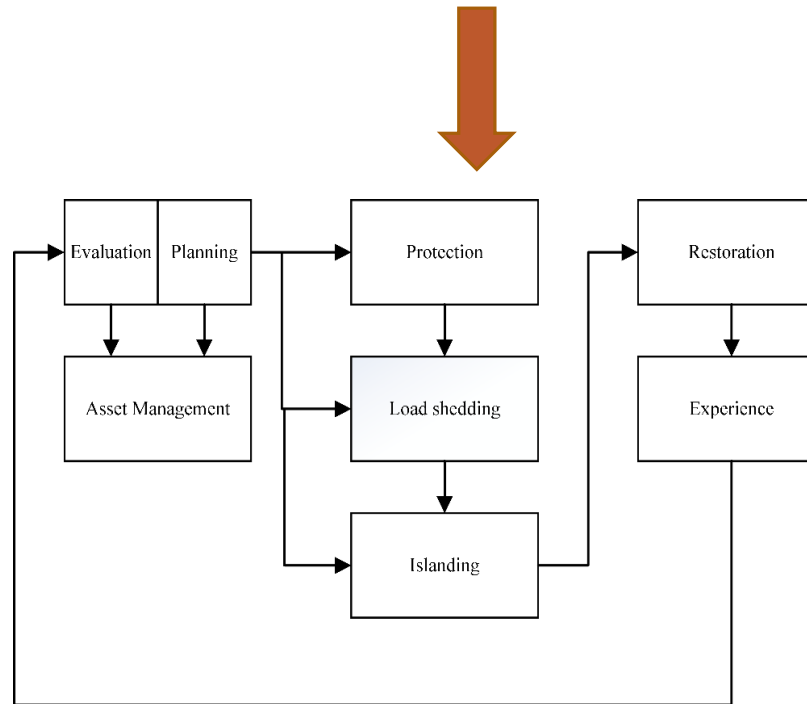 Evaluation
Planning
Protection
Restoration
Asset Management
Load shedding
Experience
Islanding